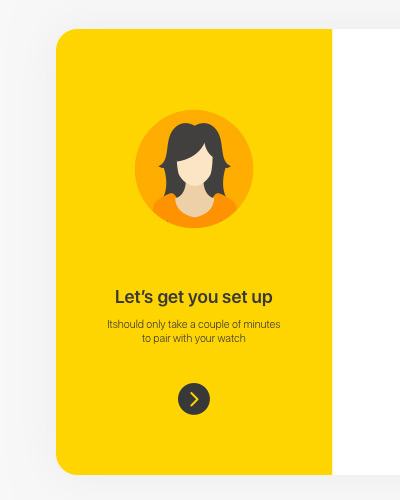 Let’s get you set up
Itshould only take a couple of minutes
to pair with your watch